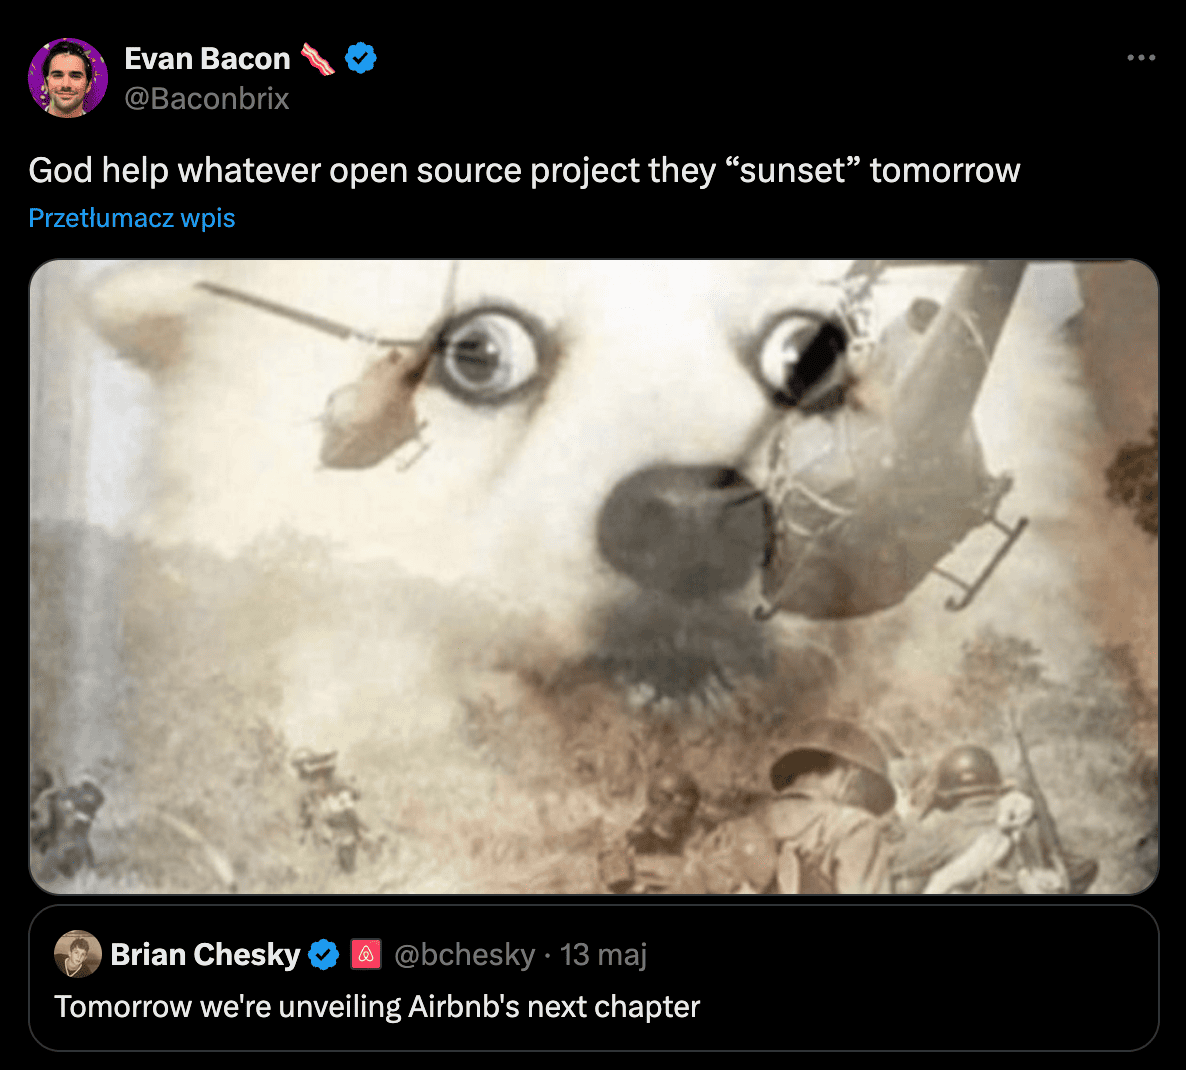 Evan Bacon 🥓
@Baconbrix
God help whatever open source project they “sunset” tomorrow
Przetłumacz wpis
Brian Chesky @bchesky · 13 maj
Tomorrow we're unveiling Airbnb's next chapter